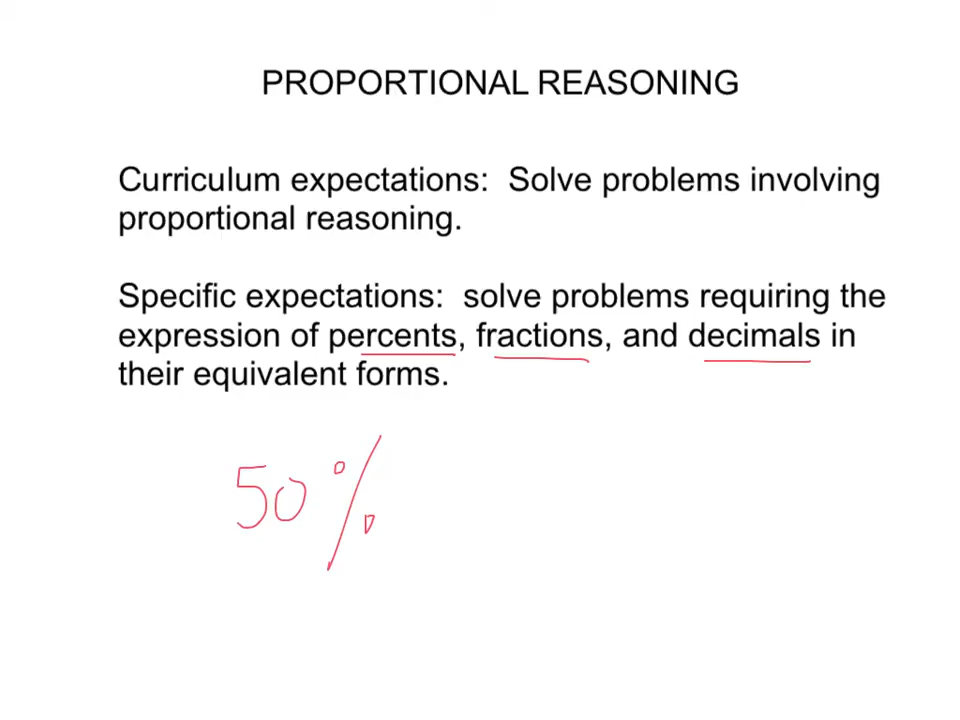 PROPORTIONAL REASONING
Curriculum expectations:  Solve problems involving
proportional reasoning.
Specific expectations:  solve problems requiring the
expression of percents, fractions, and decimals in
their equivalent forms.
50%